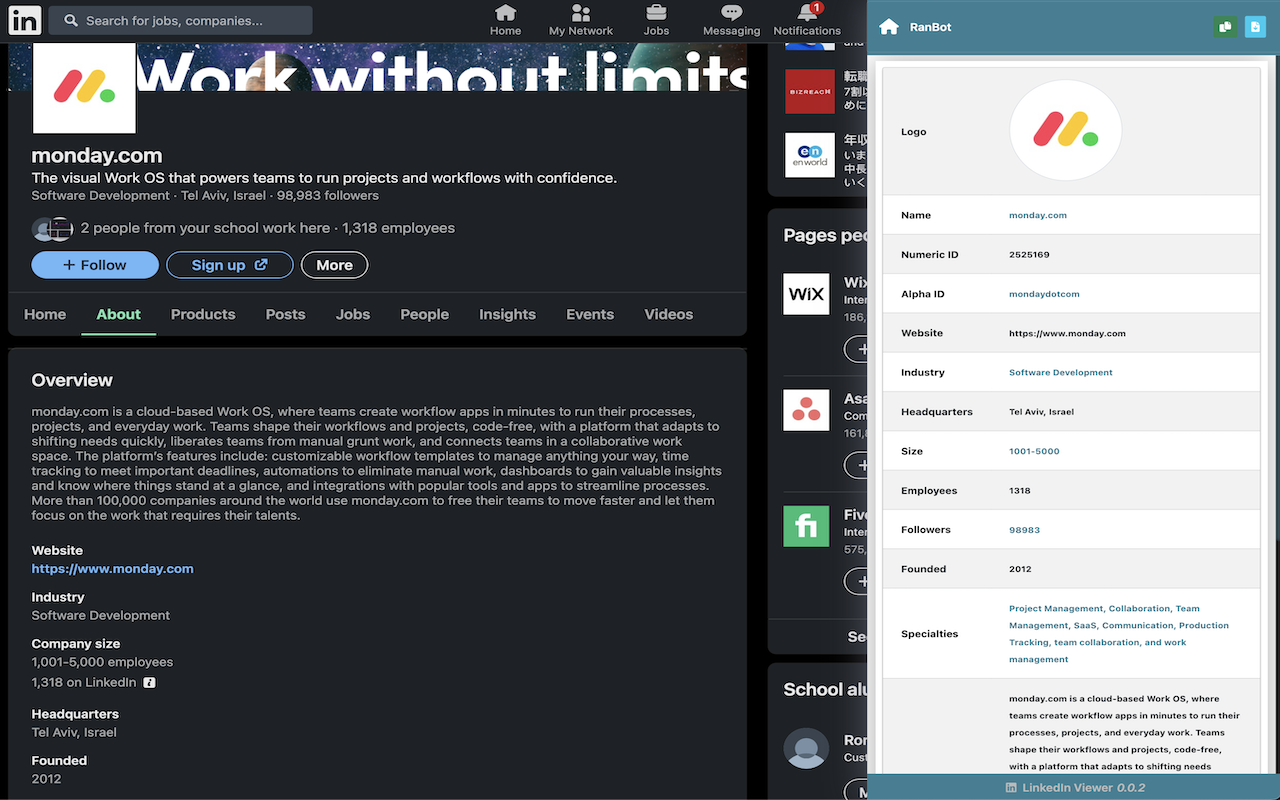 in
Search for jobs, companies...
Home
My Network
Jobs
Messaging
1
Notifications
Work without limits
monday.com
The visual Work OS that powers teams to run projects and workflows with confidence.
Software Development · Tel Aviv, Israel · 98,983 followers
2 people from your school work here · 1,318 employees
+ Follow
Sign up
More
Home
About
Products
Posts
Jobs
People
Insights
Events
Videos
Overview
monday.com is a cloud-based Work OS, where teams create workflow apps in minutes to run their processes,
projects, and everyday work. Teams shape their workflows and projects, code-free, with a platform that adapts to
shifting needs quickly, liberates teams from manual grunt work, and connects teams in a collaborative work
space. The platform's features include: customizable workflow templates to manage anything your way, time
tracking to meet important deadlines, automations to eliminate manual work, dashboards to gain valuable insights
and know where things stand at a glance, and integrations with popular tools and apps to streamline processes.
More than 100,000 companies around the world use monday.com to free their teams to move faster and let them
focus on the work that requires their talents.
Website
https://www.monday.com
Industry
Software Development
Company size
1,001-5,000 employees
1,318 on LinkedIn
Headquarters
Tel Aviv, Israel
Founded
2012
BIZREACH
転職
7割以
めに
en world
年収
いま
中長
いく
Pages peo
WiX
Wix
Inter
186,
Asa
Com
161,8
fi
Five
Inter
575,
See
School alu
Ron
Cust
RanBot
Logo
Name
monday.com
Numeric ID
2525169
Alpha ID
mondaydotcom
Website
https://www.monday.com
Industry
Software Development
Headquarters
Tel Aviv, Israel
Size
1001-5000
Employees
1318
Followers
98983
Founded
2012
Specialties
Project Management, Collaboration, Team
Management, SaaS, Communication, Production
Tracking, team collaboration, and work
management
monday.com is a cloud-based Work OS, where
teams create workflow apps in minutes to run their
processes, projects, and everyday work. Teams
shape their workflows and projects, code-free,
with a platform that adapts to shifting needs
LinkedIn Viewer 0.0.2